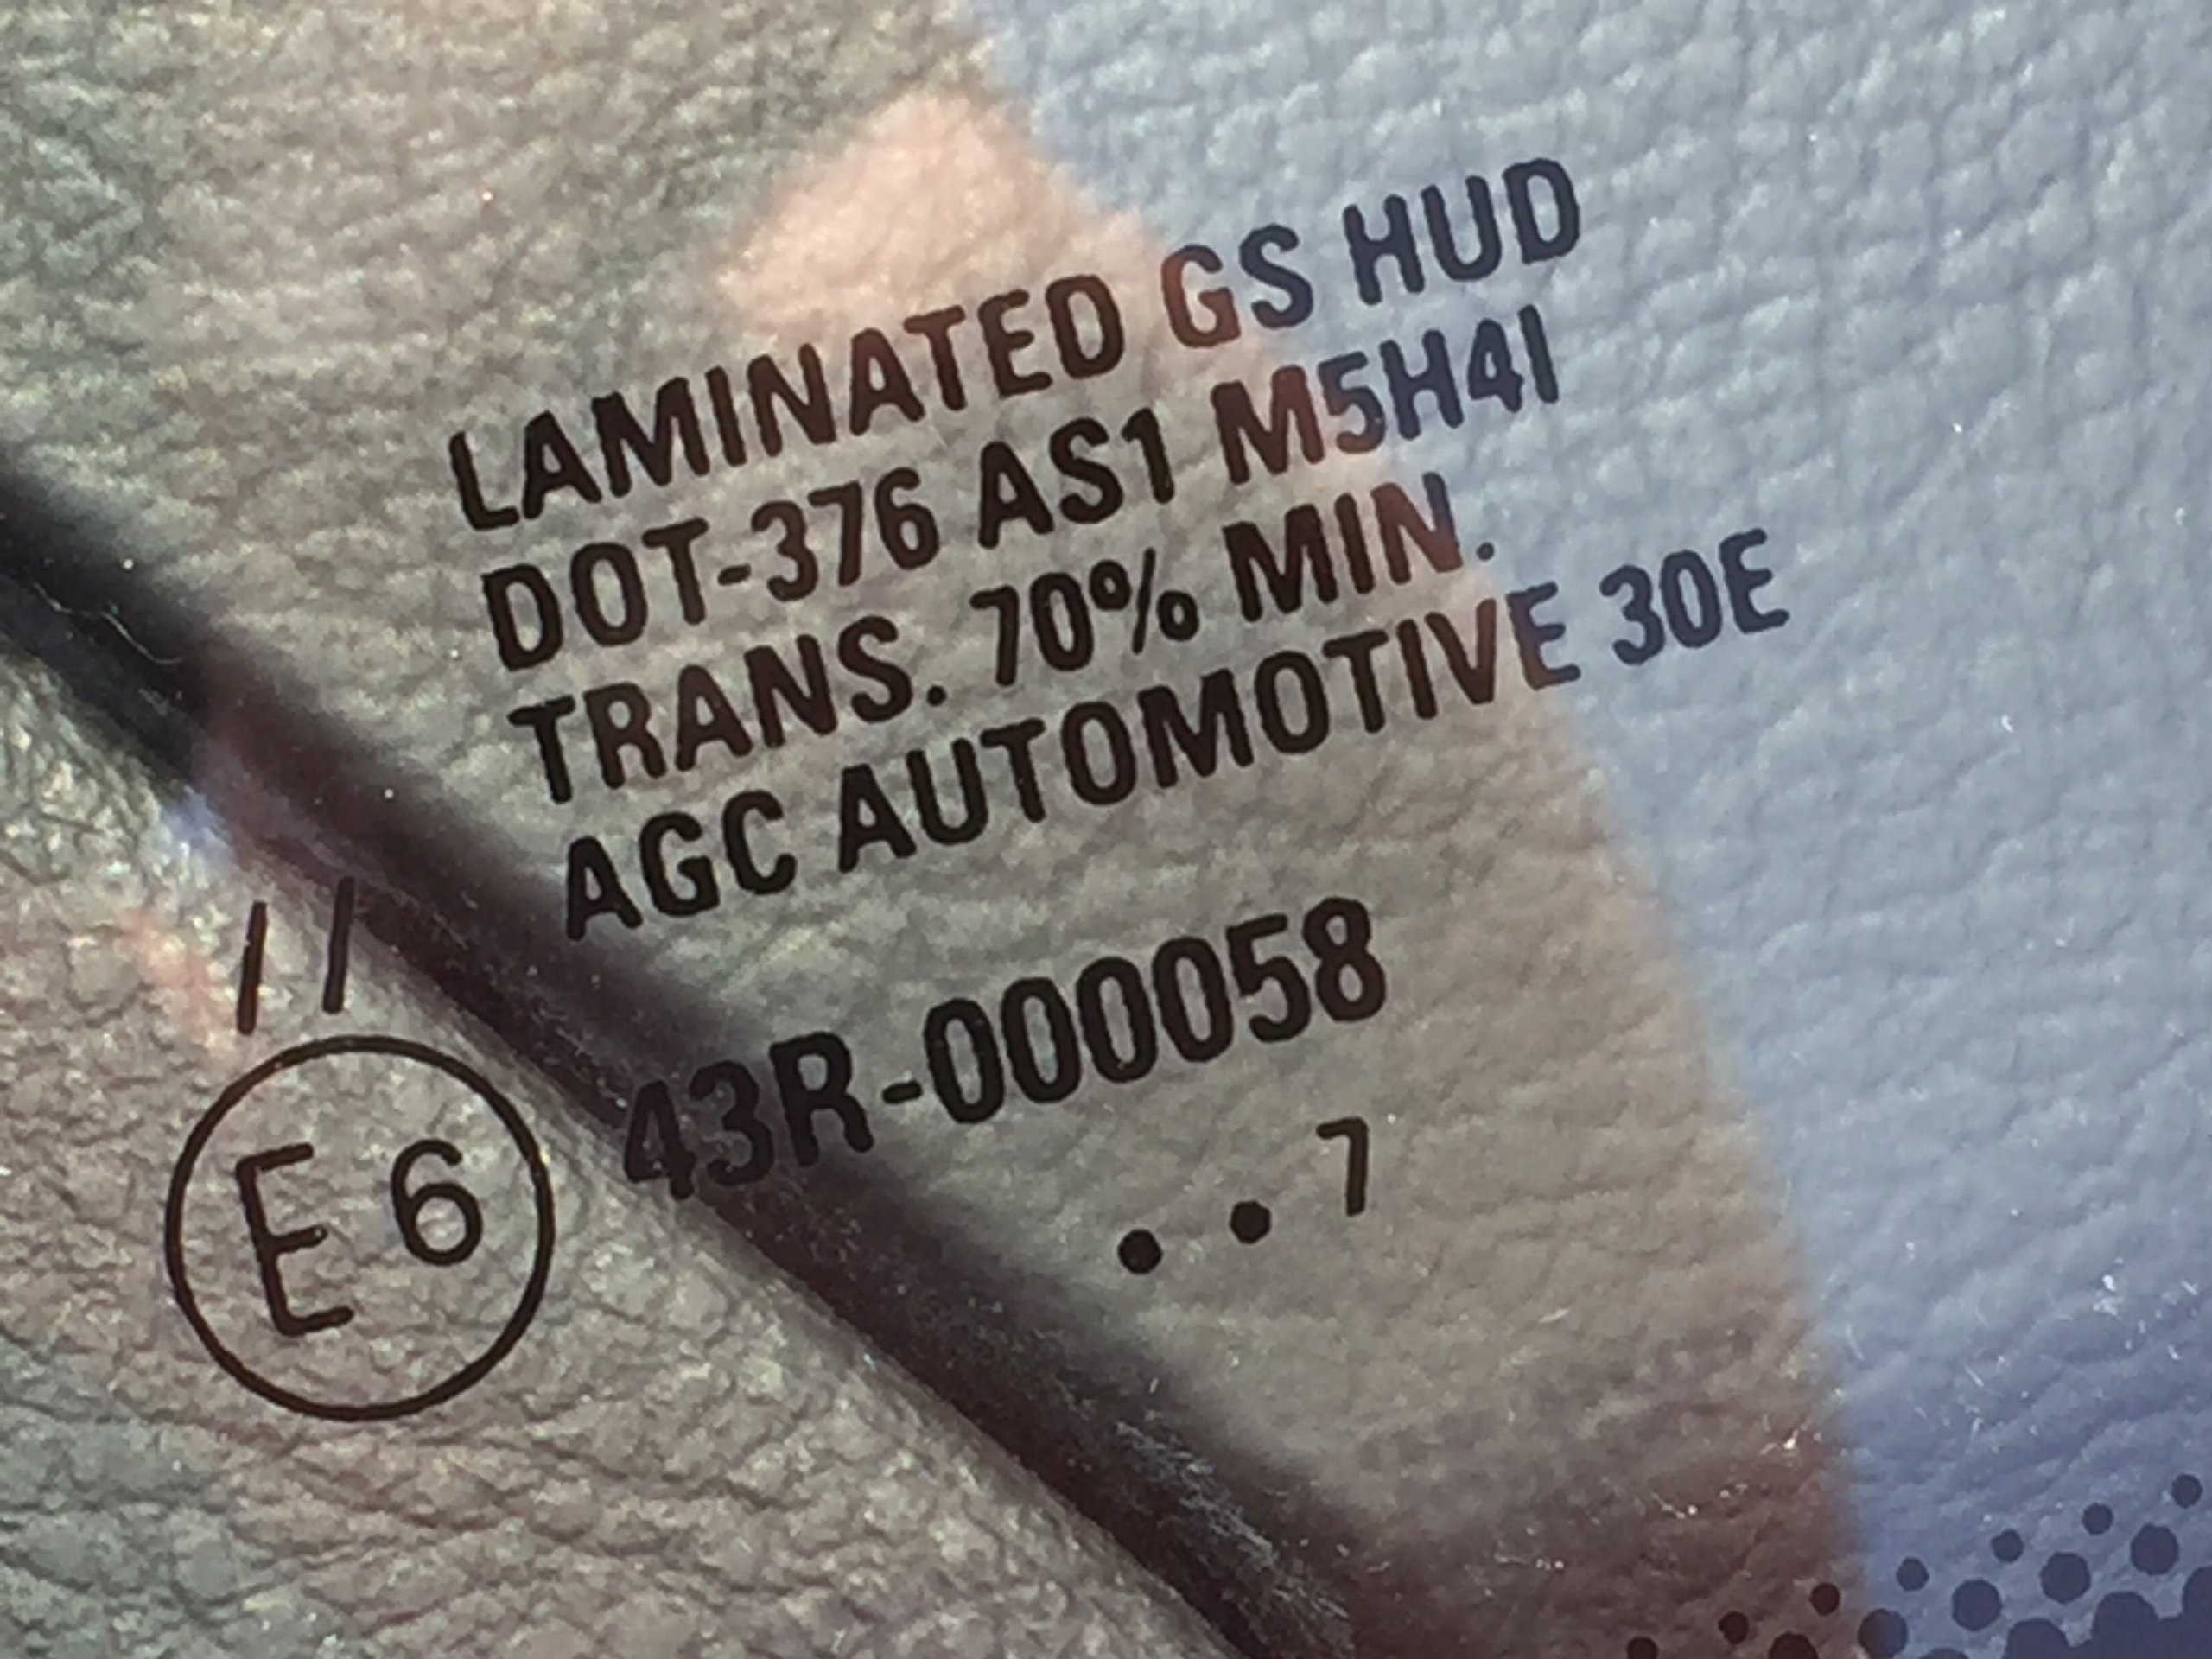 LAMINATED GS HUD
DOT-376 AS1 M5H4I
TRANS. 70% MIN.
AGC AUTOMOTIVE 30E
//
E6 43R-000058
..7